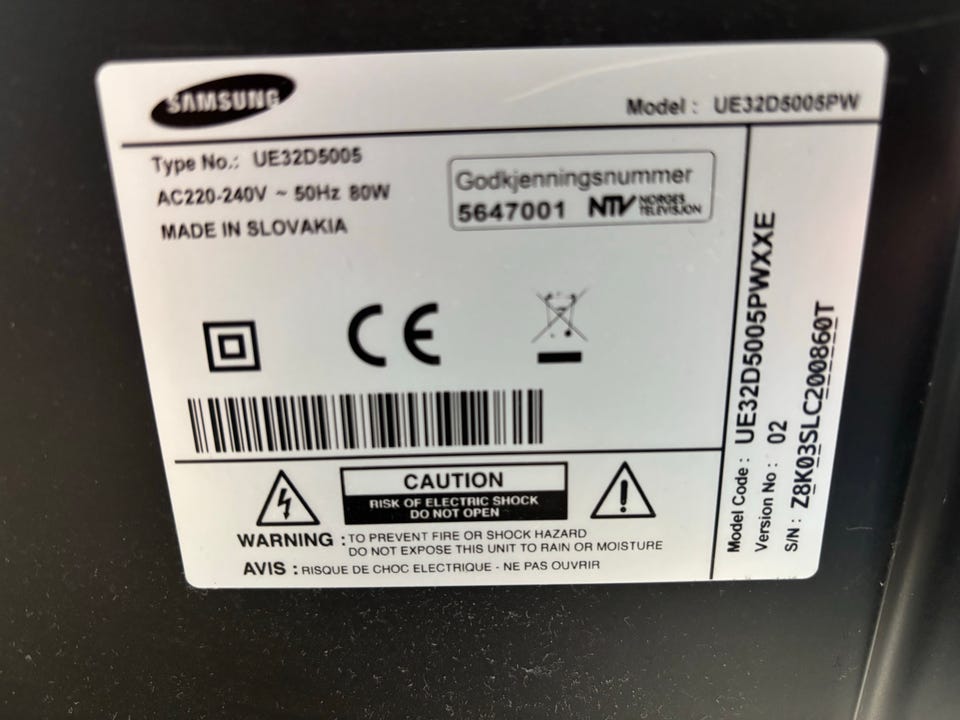 SAMSUNG
Model : UE32D5005PW
Type No.: UE32D5005
AC220-240V ~ 50Hz 80W
MADE IN SLOVAKIA
Godkjenningsnummer
5647001 NTV NORGES TELEVISJON
CE
CAUTION
RISK OF ELECTRIC SHOCK
DO NOT OPEN
WARNING : TO PREVENT FIRE OR SHOCK HAZARD
DO NOT EXPOSE THIS UNIT TO RAIN OR MOISTURE
AVIS : RISQUE DE CHOC ELECTRIQUE - NE PAS OUVRIR
Model Code : UE32D5005PWXXE
Version No : 02
S/N : Z8K03SLC200860T